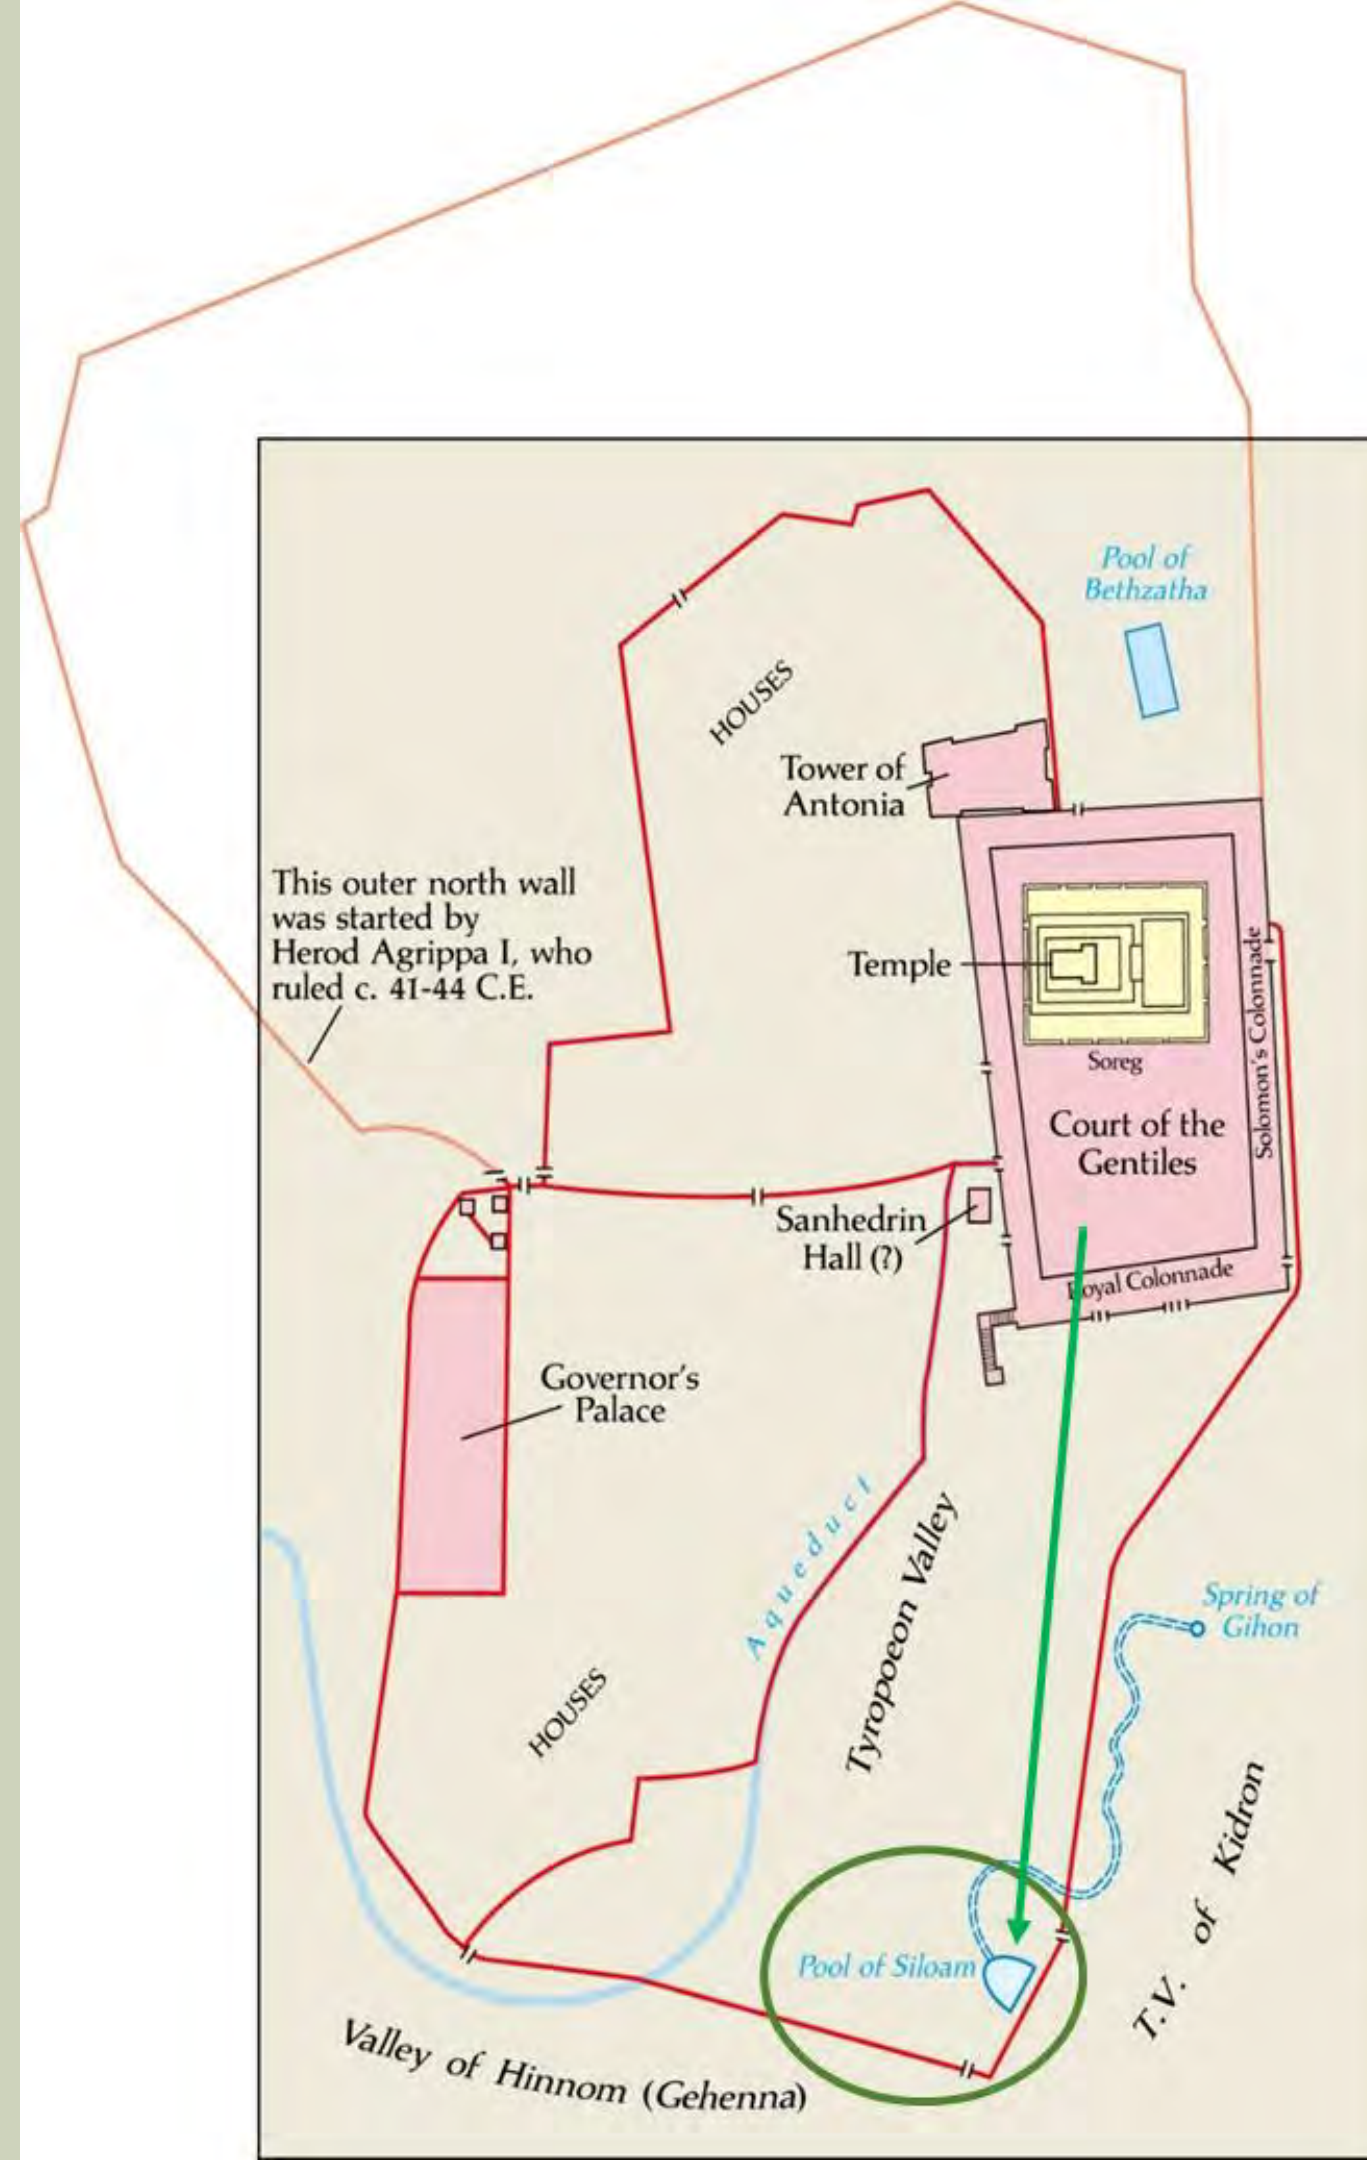 Pool of
Bethzatha
HOUSES
Tower of
Antonia
This outer north wall
was started by
Herod Agrippa I, who
ruled c. 41-44 C.E.
Temple
Solomon's Colonnade
Soreg
Court of the
Gentiles
Sanhedrin
Hall (?)
Royal Colonnade
Governor's
Palace
Aqueduct
Tyropoeon Valley
Spring of
Gihon
HOUSES
T.V. of Kidron
Pool of Siloam
Valley of Hinnom (Gehenna)